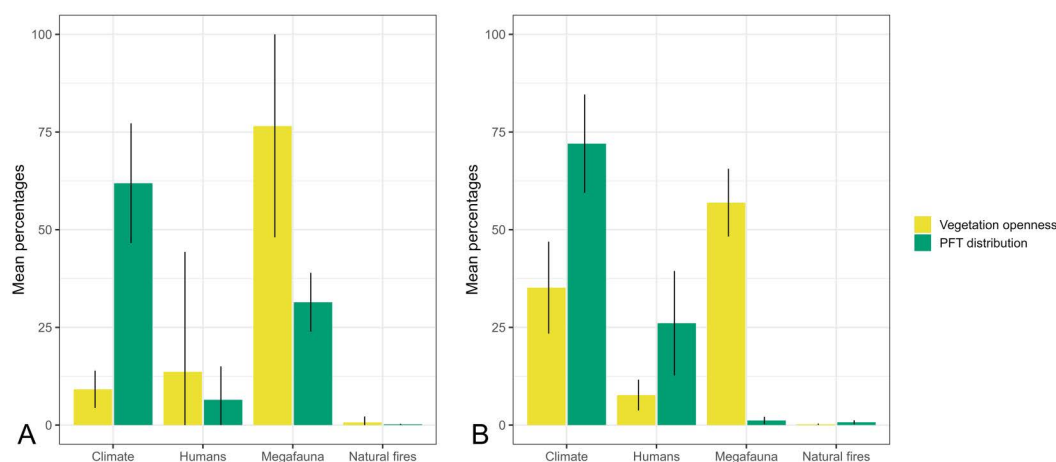 Mean percentages
100
75
50
25
0
A
Climate
Humans
Megafauna
Natural fires
Mean percentages
100
75
50
25
0
B
Climate
Humans
Megafauna
Natural fires
Vegetation openness
PFT distribution